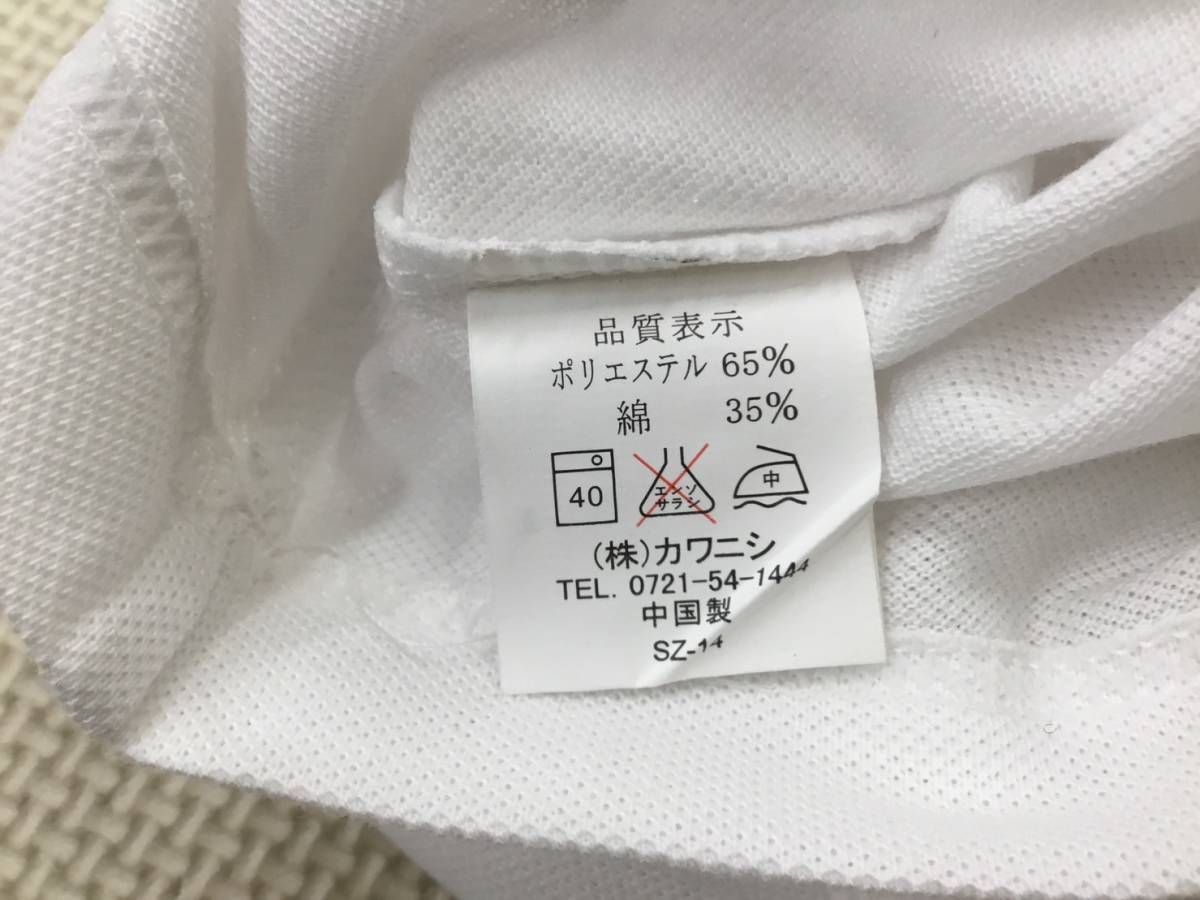 品質表示
ポリエステル 65%
綿 35%
40
エンソ
サラシ
中
(株)カワニシ
TEL. 0721-54-1444
中国製
SZ-14